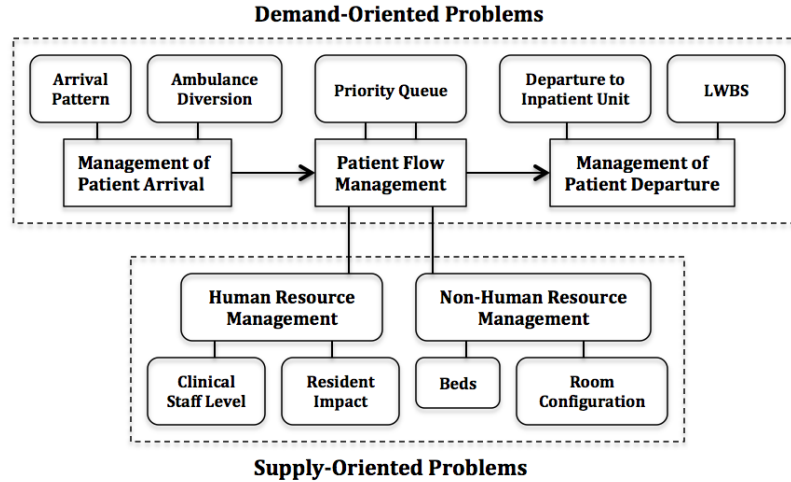 Demand-Oriented Problems
Arrival
Pattern
Ambulance
Diversion
Priority Queue
Departure to
Inpatient Unit
LWBS
Management of
Patient Arrival
Patient Flow
Management
Management of
Patient Departure
Human Resource
Management
Non-Human Resource
Management
Clinical
Staff Level
Resident
Impact
Beds
Room
Configuration
Supply-Oriented Problems